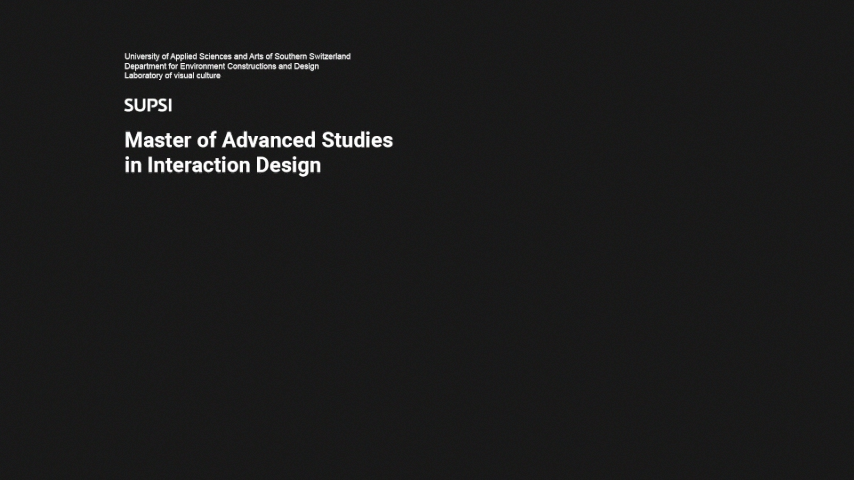 University of Applied Sciences and Arts of Southern Switzerland
Department for Environment Constructions and Design
Laboratory of visual culture
SUPSI
Master of Advanced Studies
in Interaction Design